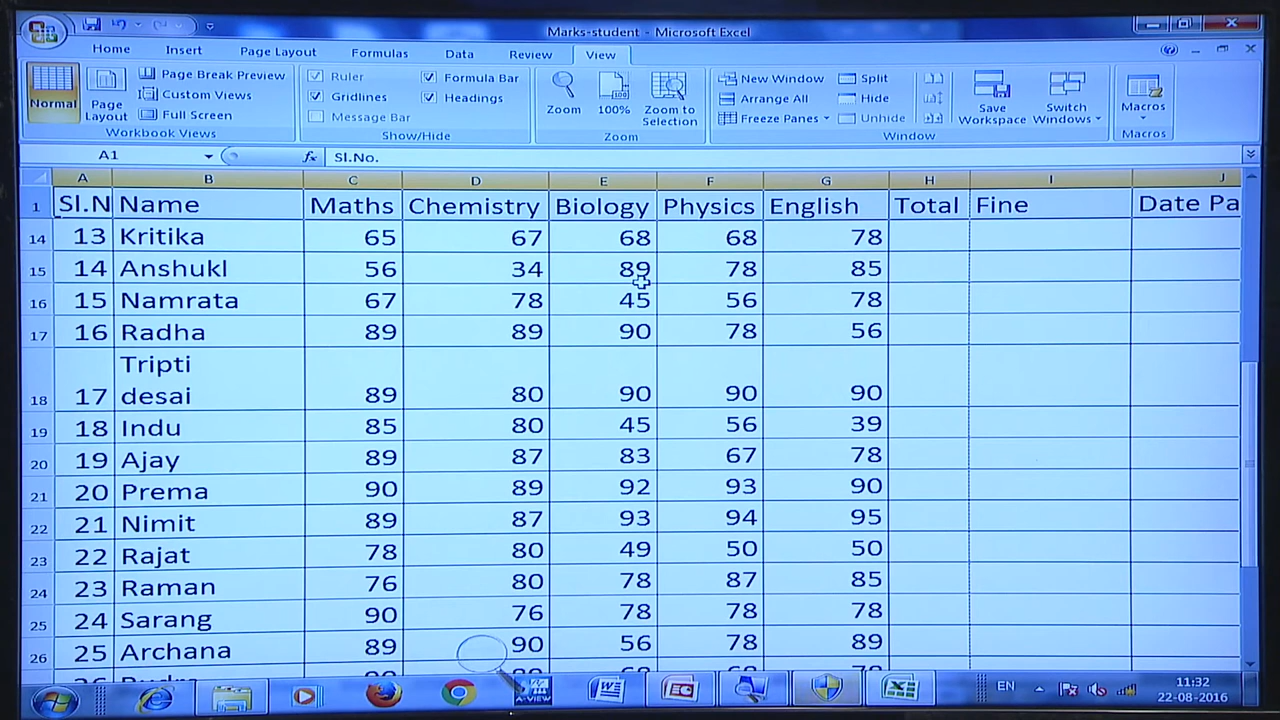 Marks-student - Microsoft Excel
Home Insert Page Layout Formulas Data Review View
Normal
Page Layout
Page Break Preview
Custom Views
Full Screen
Workbook Views
Ruler
Gridlines
Message Bar
Formula Bar
Headings
Show/Hide
Zoom
100%
Zoom to Selection
Zoom
New Window
Arrange All
Freeze Panes
Split
Hide
Unhide
Window
Save Workspace
Switch Windows
Macros
Macros
A1 fx Sl.No.
A B C D E F G H I J
1 Sl.N Name Maths Chemistry Biology Physics English Total Fine Date Pa
14 13 Kritika 65 67 68 68 78
15 14 Anshukl 56 34 89 78 85
16 15 Namrata 67 78 45 56 78
17 16 Radha 89 89 90 78 56
Tripti
18 17 desai 89 80 90 90 90
19 18 Indu 85 80 45 56 39
20 19 Ajay 89 87 83 67 78
21 20 Prema 90 89 92 93 90
22 21 Nimit 89 87 93 94 95
23 22 Rajat 78 80 49 50 50
24 23 Raman 76 80 78 87 85
25 24 Sarang 90 76 78 78 78
26 25 Archana 89 90 56 78 89
A-VIEW
EN 11:32
22-08-2016